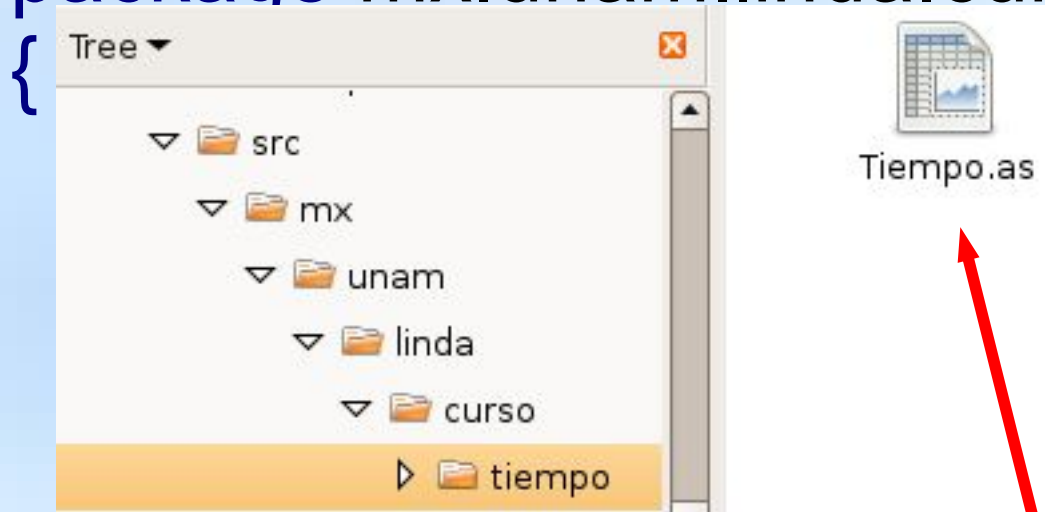 {
Tree
src
mx
unam
linda
curso
tiempo
Tiempo.as